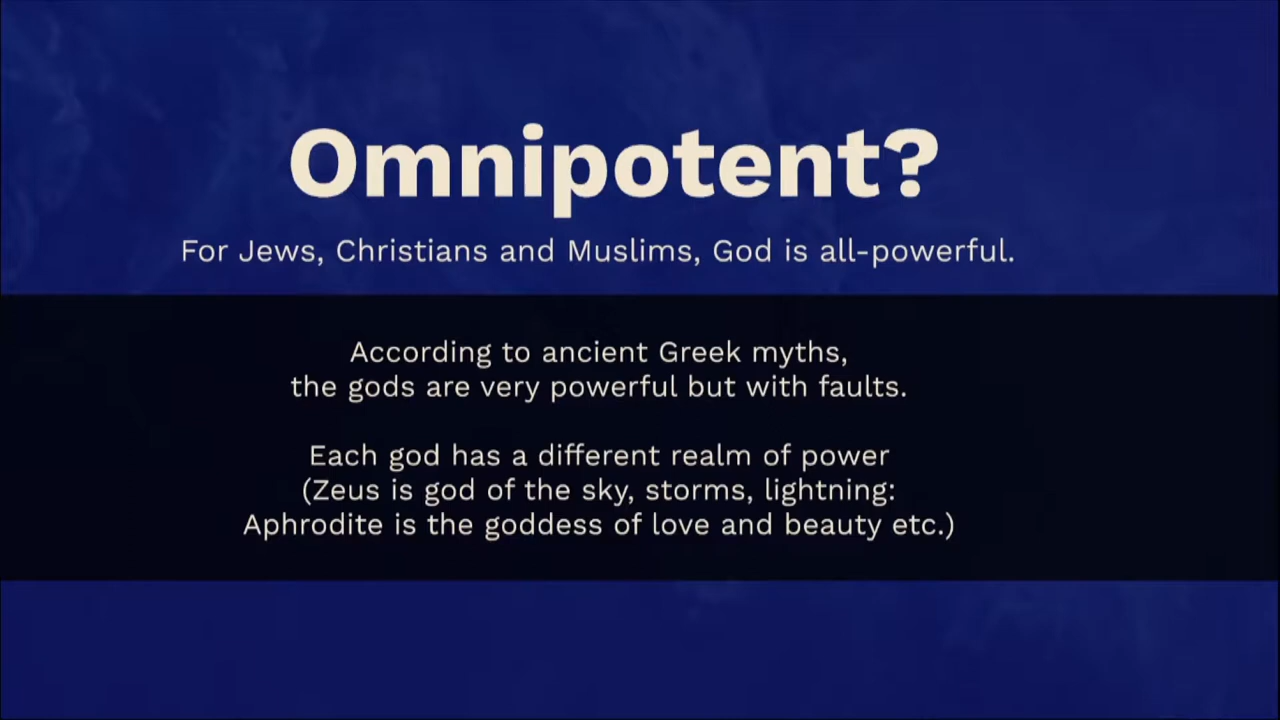 Omnipotent?
For Jews, Christians and Muslims, God is all-powerful.
According to ancient Greek myths,
the gods are very powerful but with faults.
Each god has a different realm of power
(Zeus is god of the sky, storms, lightning:
Aphrodite is the goddess of love and beauty etc.)